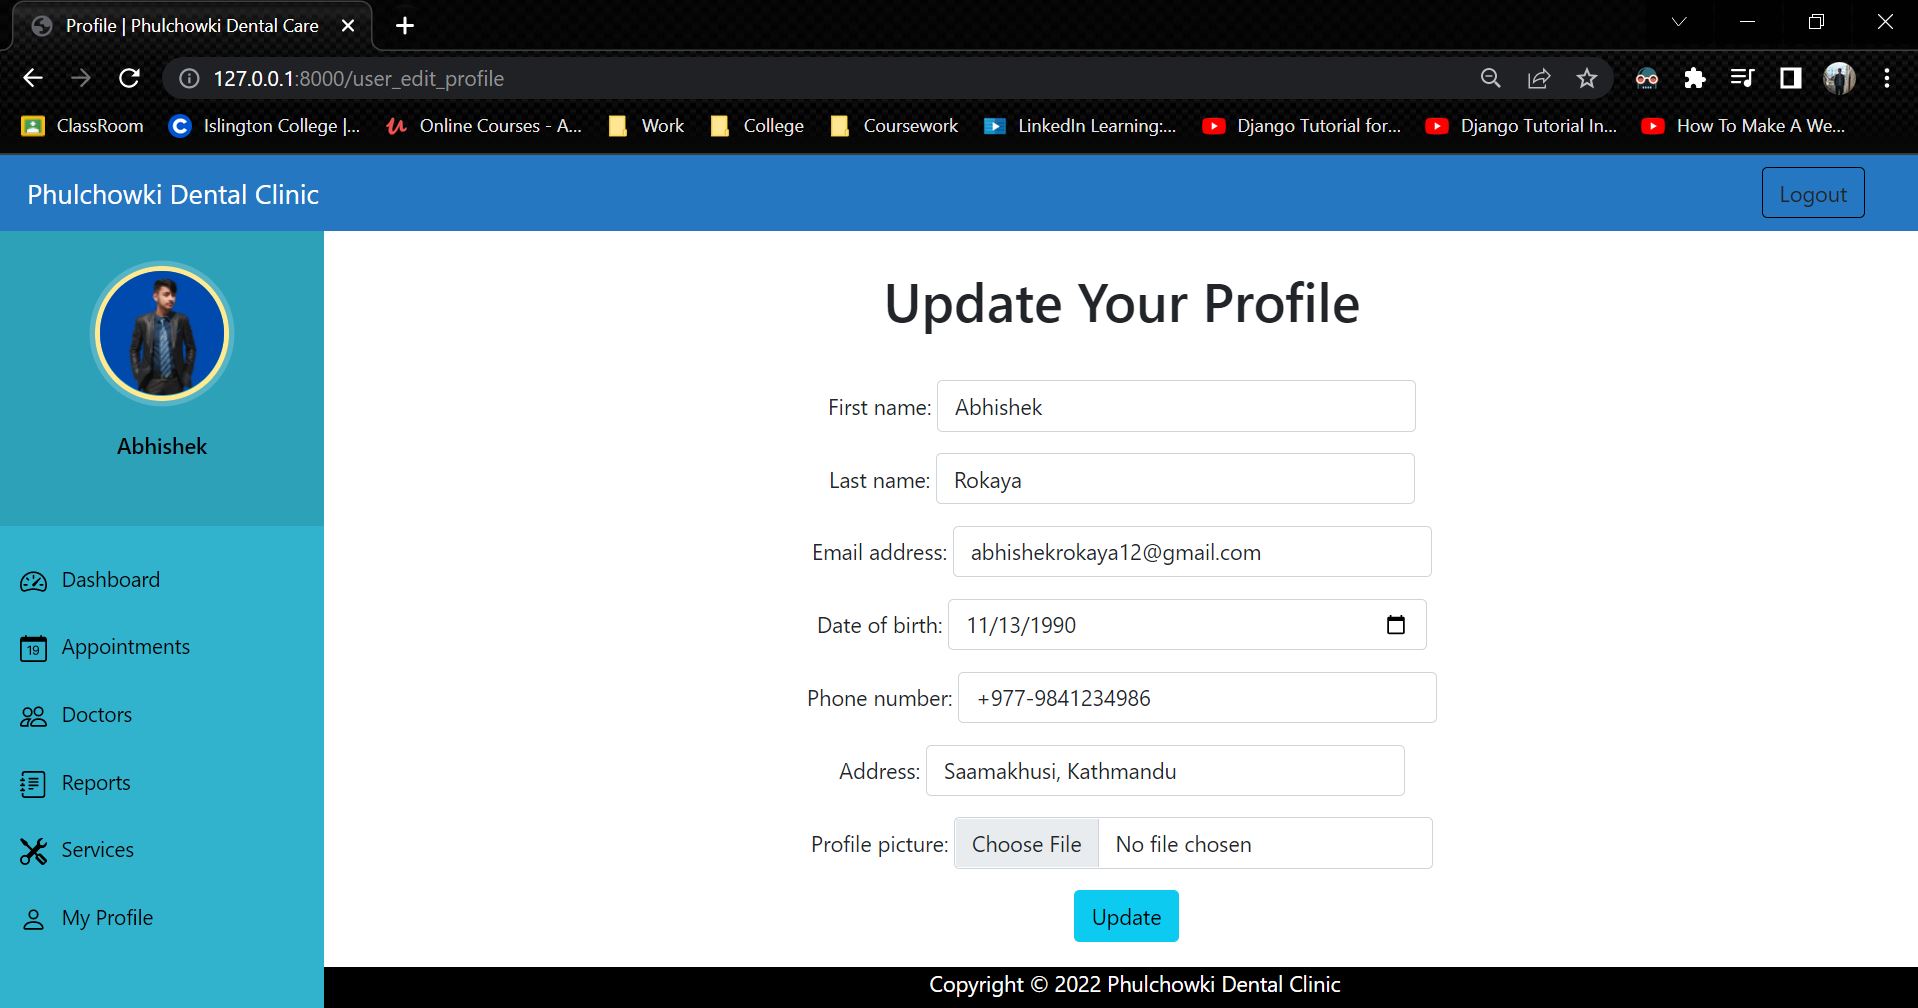 Profile | Phulchowki Dental Care
127.0.0.1:8000/user_edit_profile
ClassRoom
Islington College |...
Online Courses - A...
Work
College
Coursework
LinkedIn Learning:...
Django Tutorial for...
Django Tutorial In...
How To Make A We...
Phulchowki Dental Clinic
Logout
Abhishek
Dashboard
19
Appointments
Doctors
Reports
Services
My Profile
Update Your Profile
First name: Abhishek
Last name: Rokaya
Email address: abhishekrokaya12@gmail.com
Date of birth: 11/13/1990
Phone number: +977-9841234986
Address: Saamakhusi, Kathmandu
Profile picture: Choose File No file chosen
Update
Copyright © 2022 Phulchowki Dental Clinic